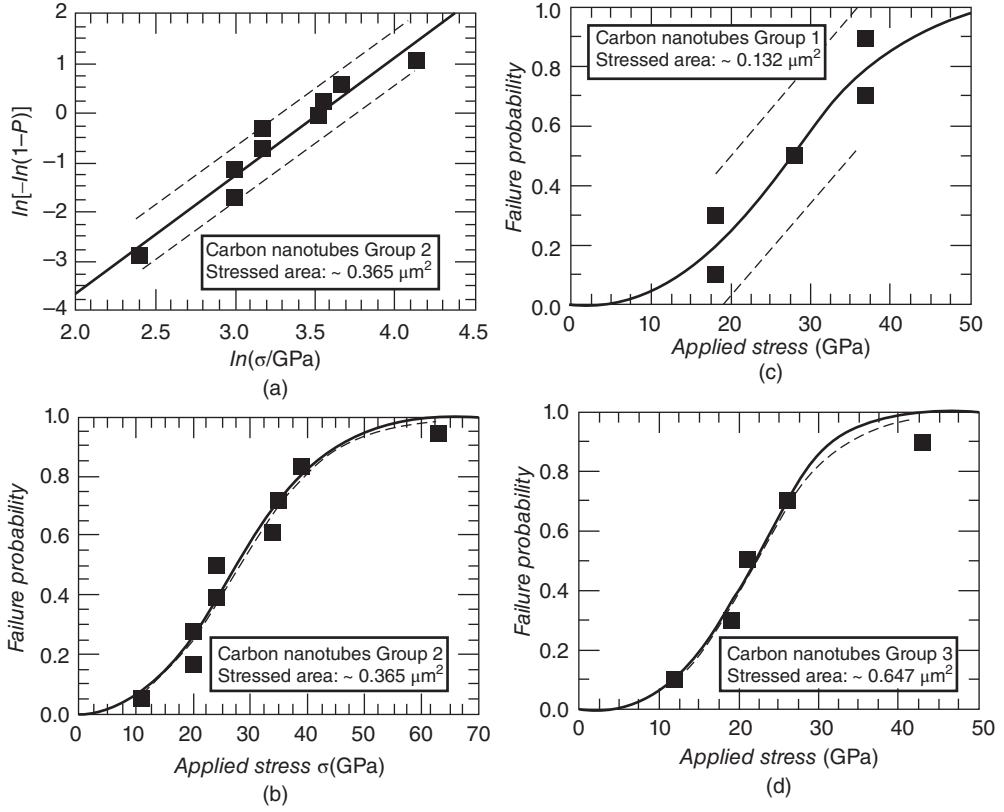 2
1
0
–1
–2
–3
–4
ln[–ln(1–P)]
Carbon nanotubes Group 2
Stressed area: ~ 0.365 μm²
2.0 2.5 3.0 3.5 4.0 4.5
ln(σ/GPa)
(a)
1.0
0.8
0.6
0.4
0.2
0.0
Failure probability
Carbon nanotubes Group 1
Stressed area: ~ 0.132 μm²
0 10 20 30 40 50
Applied stress (GPa)
(c)
1.0
0.8
0.6
0.4
0.2
0.0
Failure probability
Carbon nanotubes Group 2
Stressed area: ~ 0.365 μm²
0 10 20 30 40 50 60 70
Applied stress σ(GPa)
(b)
1.0
0.8
0.6
0.4
0.2
0.0
Failure probability
Carbon nanotubes Group 3
Stressed area: ~ 0.647 μm²
0 10 20 30 40 50
Applied stress (GPa)
(d)